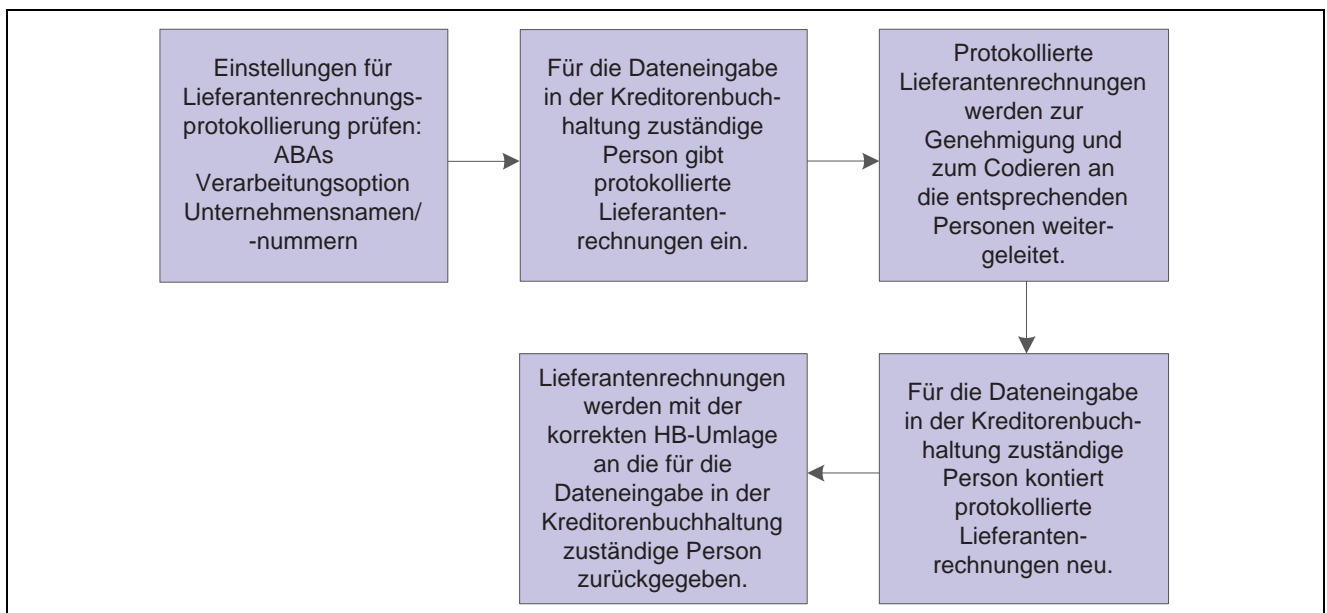 Einstellungen für
Lieferantenrechnungs-
protokollierung prüfen:
ABAs
Verarbeitungsoption
Unternehmensnamen/
-nummern
Für die Dateneingabe
in der Kreditorenbuch-
haltung zuständige
Person gibt
protokollierte
Lieferanten-
rechnungen ein.
Protokollierte
Lieferantenrechnungen
werden zur
Genehmigung und
zum Codieren an
die entsprechenden
Personen weiter-
geleitet.
Für die Dateneingabe
in der Kreditorenbuch-
haltung zuständige
Person kontiert
protokollierte
Lieferanten-
rechnungen neu.
Lieferantenrechnungen
werden mit der
korrekten HB-Umlage
an die für die
Dateneingabe in der
Kreditorenbuchhaltung
zuständige Person
zurückgegeben.